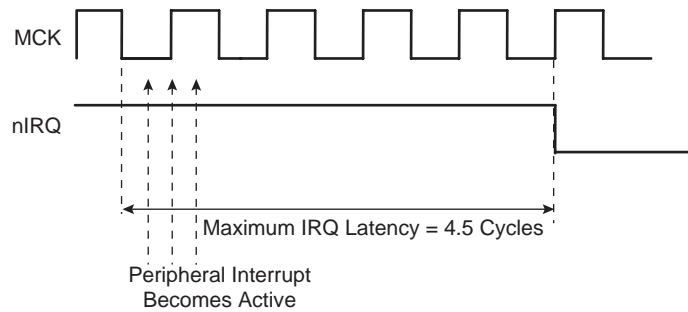 MCK
nIRQ
Maximum IRQ Latency = 4.5 Cycles
Peripheral Interrupt
Becomes Active